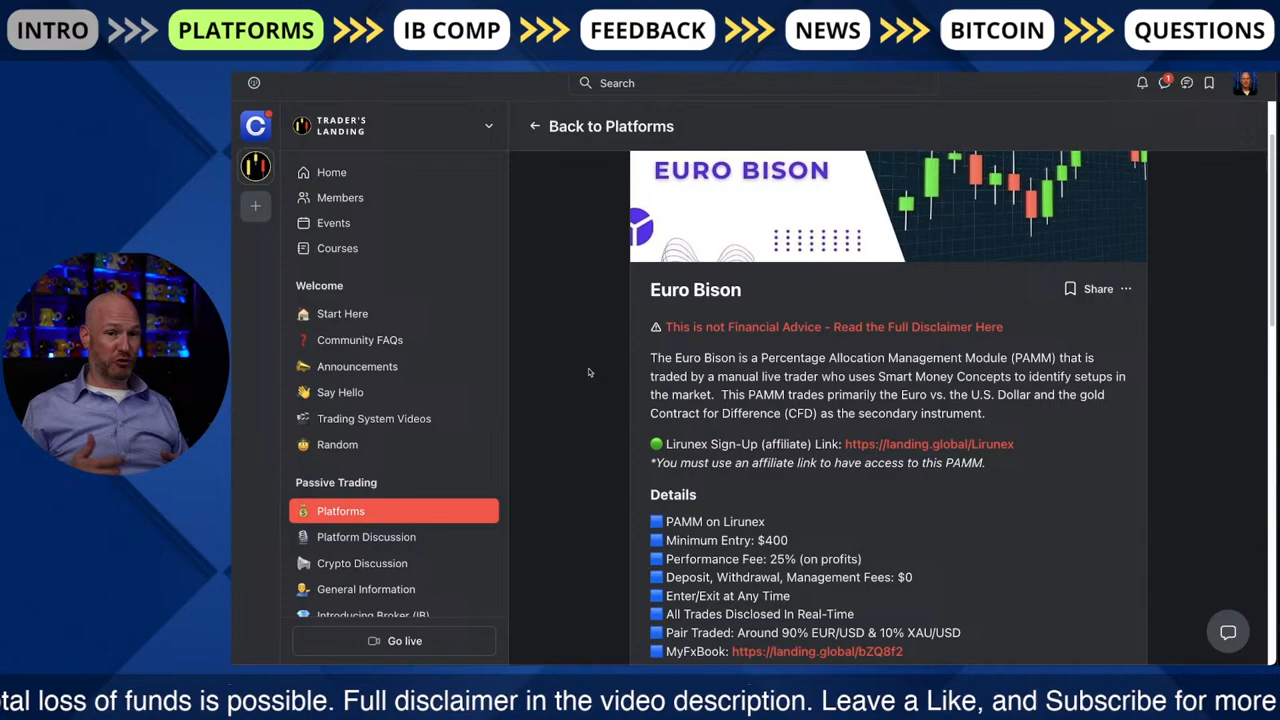 INTRO
PLATFORMS
IB COMP
FEEDBACK
NEWS
BITCOIN
QUESTIONS
Search
1
C
TRADER'S
LANDING
Back to Platforms
Home
Members
Events
Courses
Welcome
Start Here
Community FAQs
Announcements
Say Hello
Trading System Videos
Random
Passive Trading
Platforms
Platform Discussion
Crypto Discussion
General Information
Introducing Broker (IB)
Go live
EURO BISON
Euro Bison
Share
This is not Financial Advice - Read the Full Disclaimer Here
The Euro Bison is a Percentage Allocation Management Module (PAMM) that is
traded by a manual live trader who uses Smart Money Concepts to identify setups in
the market. This PAMM trades primarily the Euro vs. the U.S. Dollar and the gold
Contract for Difference (CFD) as the secondary instrument.
Lirunex Sign-Up (affiliate) Link: https://landing.global/Lirunex
*You must use an affiliate link to have access to this PAMM.
Details
PAMM on Lirunex
Minimum Entry: $400
Performance Fee: 25% (on profits)
Deposit, Withdrawal, Management Fees: $0
Enter/Exit at Any Time
All Trades Disclosed In Real-Time
Pair Traded: Around 90% EUR/USD & 10% XAU/USD
MyFxBook: https://landing.global/bZQ8f2
otal loss of funds is possible. Full disclaimer in the video description. Leave a Like, and Subscribe for more